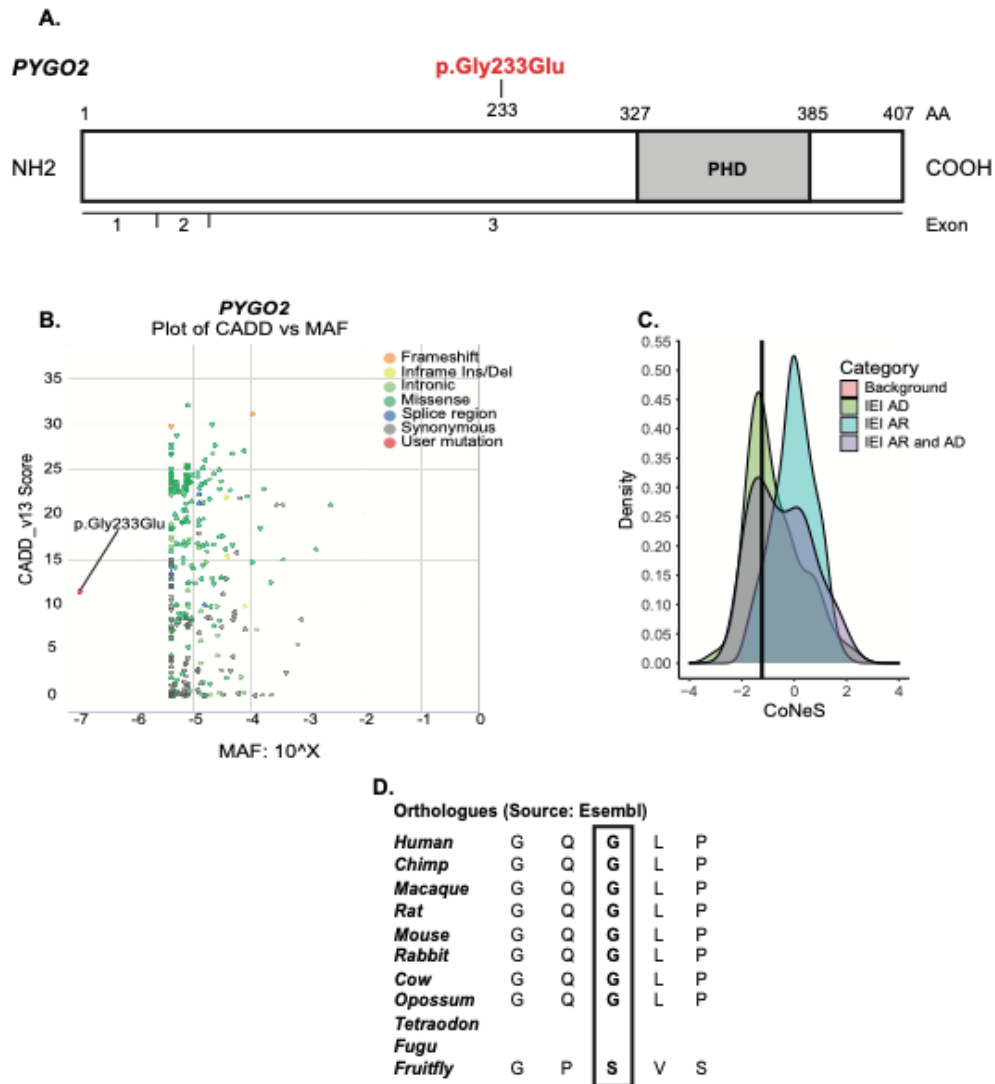 A.
PYGO2
p.Gly233Glu
1 233 327 385 407 AA
NH2 PHD COOH
1 2 3 Exon
B.
PYGO2
Plot of CADD vs MAF
Frameshift
Inframe Ins/Del
Intronic
Missense
Splice region
Synonymous
User mutation
p.Gly233Glu
CADD_v13 Score
35
30
25
20
15
10
5
0
-7 -6 -5 -4 -3 -2 -1 0
MAF: 10^X
C.
Category
Background
IEI AD
IEI AR
IEI AR and AD
Density
0.55
0.50
0.45
0.40
0.35
0.30
0.25
0.20
0.15
0.10
0.05
0.00
−4 −2 0 2 4
CoNeS
D.
Orthologues (Source: Esembl)
Human G Q G L P
Chimp G Q G L P
Macaque G Q G L P
Rat G Q G L P
Mouse G Q G L P
Rabbit G Q G L P
Cow G Q G L P
Opossum G Q G L P
Tetraodon
Fugu
Fruitfly G P S V S